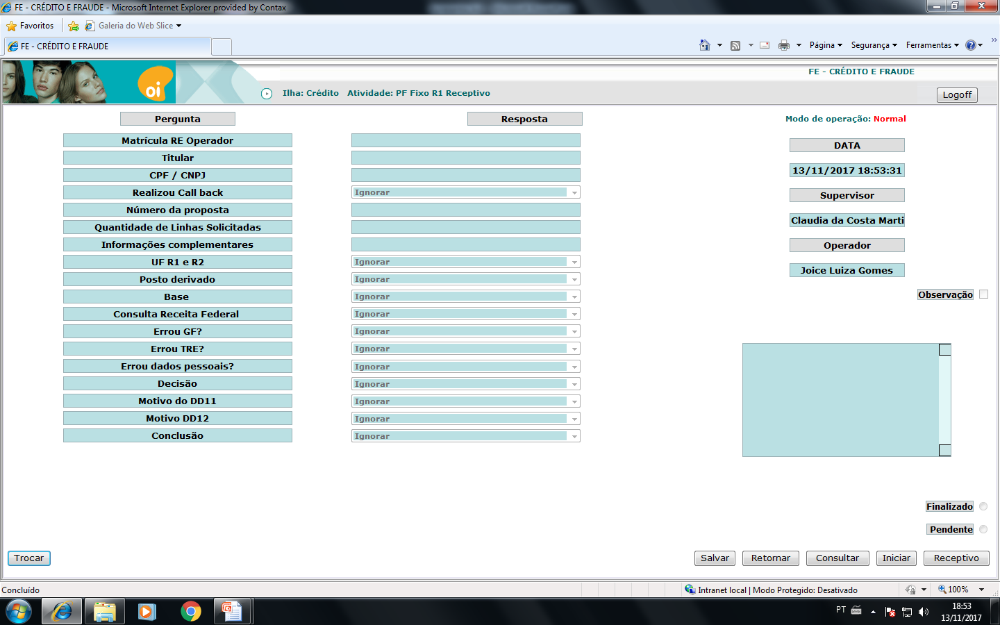 FE - CRÉDITO E FRAUDE - Microsoft Internet Explorer provided by Contax
Favoritos
Galeria do Web Slice
FE - CRÉDITO E FRAUDE
Página
Segurança
Ferramentas
»
FE - CRÉDITO E FRAUDE
oi
Ilha: Crédito Atividade: PF Fixo R1 Receptivo
Logoff
Pergunta
Resposta
Modo de operação: Normal
Matrícula RE Operador
DATA
Titular
CPF / CNPJ
13/11/2017 18:53:31
Realizou Call back
Ignorar
Supervisor
Número da proposta
Quantidade de Linhas Solicitadas
Claudia da Costa Marti
Informações complementares
Operador
UF R1 e R2
Ignorar
Joice Luiza Gomes
Posto derivado
Ignorar
Base
Ignorar
Observação
Consulta Receita Federal
Ignorar
Errou GF?
Ignorar
Errou TRE?
Ignorar
Errou dados pessoais?
Ignorar
Decisão
Ignorar
Motivo do DD11
Ignorar
Motivo DD12
Ignorar
Conclusão
Ignorar
Finalizado
Pendente
Trocar
Salvar
Retornar
Consultar
Iniciar
Receptivo
Concluído
Intranet local | Modo Protegido: Desativado
100%
PT
18:53
13/11/2017